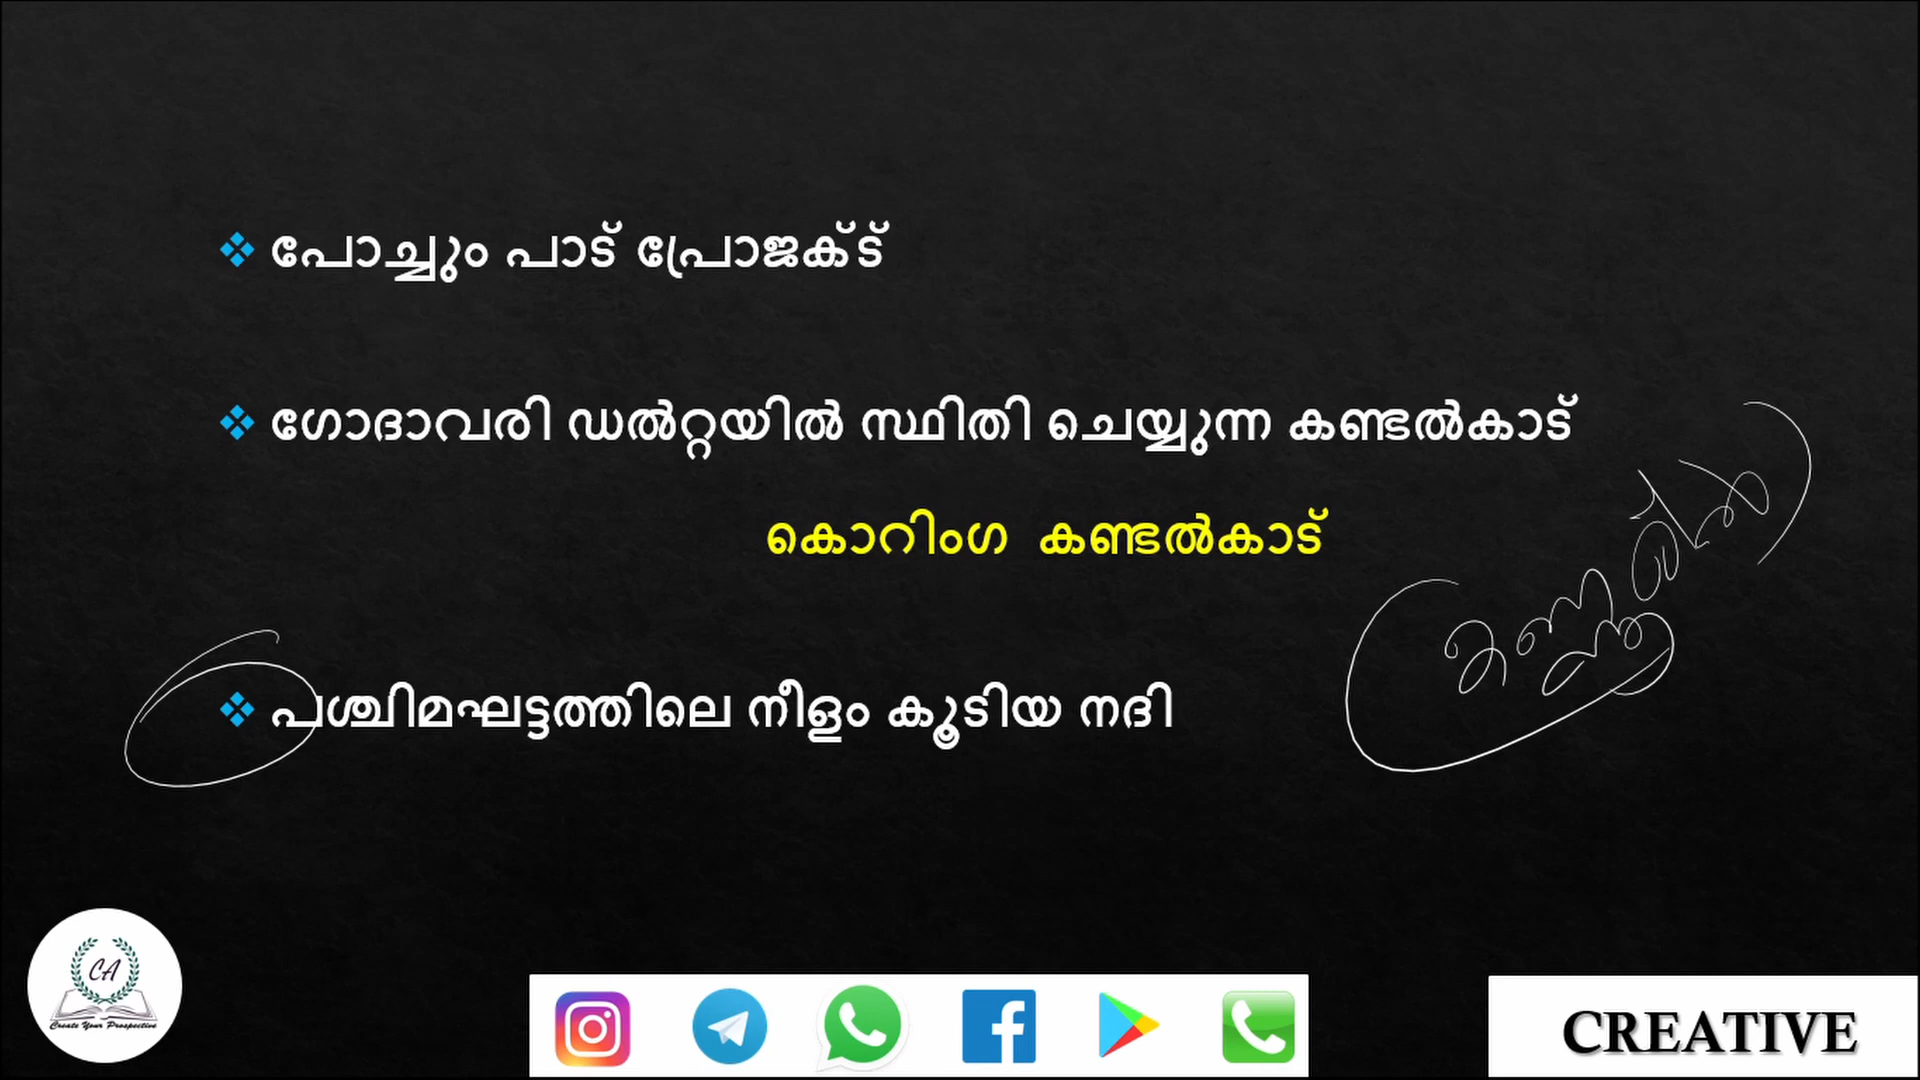 പോച്ചും പാട് പ്രോജക്ട്
ഗോദാവരി ഡൽറ്റയിൽ സ്ഥിതി ചെയ്യുന്ന കണ്ടൽകാട്
കൊറിംഗ കണ്ടൽകാട്
പശ്ചിമഘട്ടത്തിലെ നീളം കൂടിയ നദി
CA
Create Your Prospective
CREATIVE